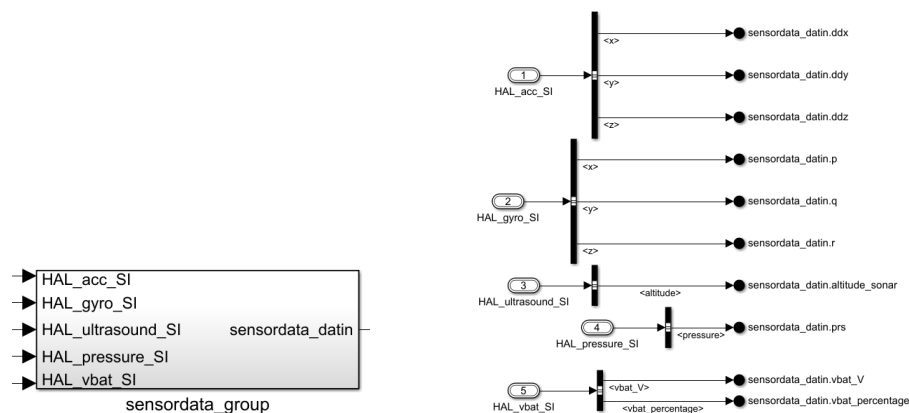 HAL_acc_SI
HAL_gyro_SI
HAL_ultrasound_SI
sensordata_datin
HAL_pressure_SI
HAL_vbat_SI
sensordata_group
<x>
sensordata_datin.ddx
1
HAL_acc_SI
<y>
sensordata_datin.ddy
<z>
sensordata_datin.ddz
<x>
sensordata_datin.p
2
HAL_gyro_SI
<y>
sensordata_datin.q
<z>
sensordata_datin.r
3
HAL_ultrasound_SI
<altitude>
sensordata_datin.altitude_sonar
4
HAL_pressure_SI
<pressure>
sensordata_datin.prs
5
HAL_vbat_SI
<vbat_V>
sensordata_datin.vbat_V
<vbat_percentage>
sensordata_datin.vbat_percentage